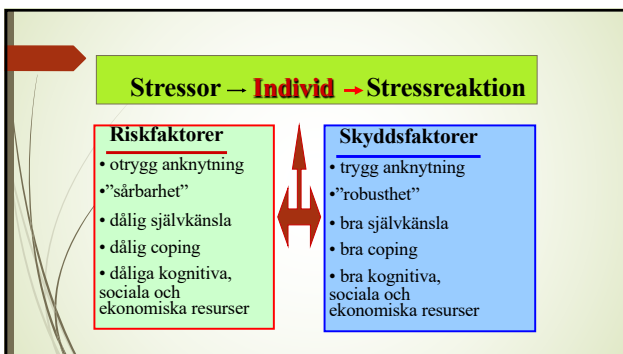 Stressor → Individ → Stressreaktion
Riskfaktorer
• otrygg anknytning
•”sårbarhet”
• dålig självkänsla
• dålig coping
• dåliga kognitiva,
sociala och
ekonomiska resurser
Skyddsfaktorer
• trygg anknytning
•”robusthet”
• bra självkänsla
• bra coping
• bra kognitiva,
sociala och
ekonomiska resurser